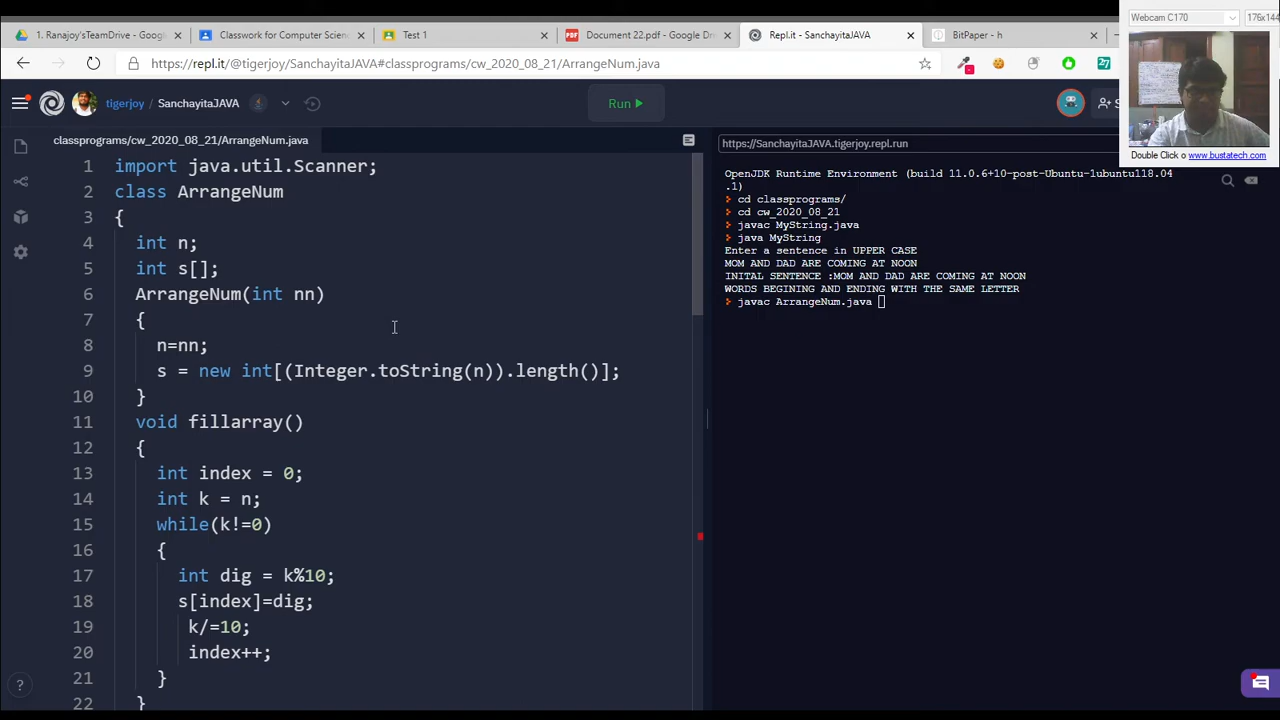 1. Ranajoy'sTeamDrive - Googl
Classwork for Computer Scienc
Test 1
Document 22.pdf - Google Dri
Repl.it - SanchayitaJAVA
BitPaper - h
Webcam C170
176x144
https://repl.it/@tigerjoy/SanchayitaJAVA#classprograms/cw_2020_08_21/ArrangeNum.java
27
tigerjoy / SanchayitaJAVA
Run
S
Double Click o: www.bustatech.com
classprograms/cw_2020_08_21/ArrangeNum.java
1 import java.util.Scanner;
2 class ArrangeNum
3 {
4 int n;
5 int s[];
6 ArrangeNum(int nn)
7 {
8 n=nn;
9 s = new int[(Integer.toString(n)).length()];
10 }
11 void fillarray()
12 {
13 int index = 0;
14 int k = n;
15 while(k!=0)
16 {
17 int dig = k%10;
18 s[index]=dig;
19 k/=10;
20 index++;
21 }
22 }
https://SanchayitaJAVA.tigerjoy.repl.run
OpenJDK Runtime Environment (build 11.0.6+10-post-Ubuntu-1ubuntu118.04
.1)
cd classprograms/
cd cw_2020_08_21
javac MyString.java
java MyString
Enter a sentence in UPPER CASE
MOM AND DAD ARE COMING AT NOON
INITAL SENTENCE :MOM AND DAD ARE COMING AT NOON
WORDS BEGINING AND ENDING WITH THE SAME LETTER
javac ArrangeNum.java
?